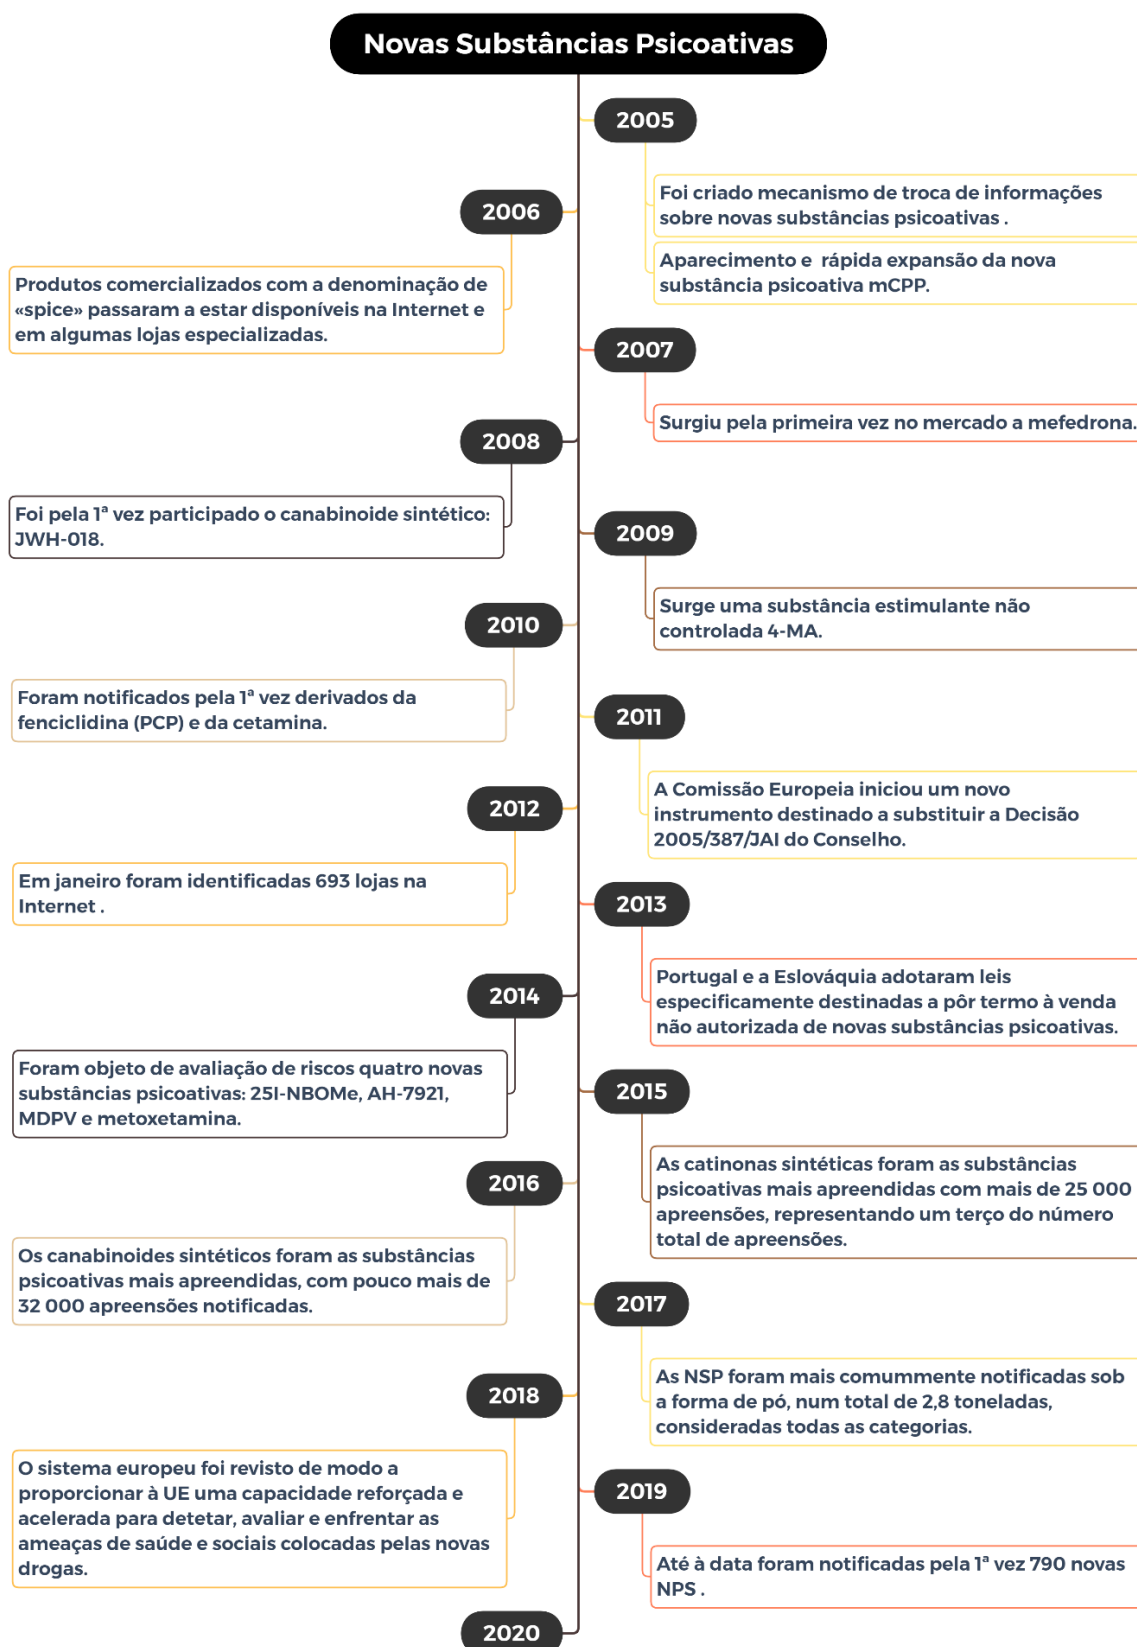 Novas Substâncias Psicoativas
2005
Foi criado mecanismo de troca de informações
sobre novas substâncias psicoativas .
Aparecimento e  rápida expansão da nova
substância psicoativa mCPP.
2006
Produtos comercializados com a denominação de
«spice» passaram a estar disponíveis na Internet e
em algumas lojas especializadas.
2007
Surgiu pela primeira vez no mercado a mefedrona.
2008
Foi pela 1ª vez participado o canabinoide sintético:
JWH-018.
2009
Surge uma substância estimulante não
controlada 4-MA.
2010
Foram notificados pela 1ª vez derivados da
fenciclidina (PCP) e da cetamina.
2011
A Comissão Europeia iniciou um novo
instrumento destinado a substituir a Decisão
2005/387/JAI do Conselho.
2012
Em janeiro foram identificadas 693 lojas na
Internet .
2013
Portugal e a Eslováquia adotaram leis
especificamente destinadas a pôr termo à venda
não autorizada de novas substâncias psicoativas.
2014
Foram objeto de avaliação de riscos quatro novas
substâncias psicoativas: 25I-NBOMe, AH-7921,
MDPV e metoxetamina.
2015
As catinonas sintéticas foram as substâncias
psicoativas mais apreendidas com mais de 25 000
apreensões, representando um terço do número
total de apreensões.
2016
Os canabinoides sintéticos foram as substâncias
psicoativas mais apreendidas, com pouco mais de
32 000 apreensões notificadas.
2017
As NSP foram mais comummente notificadas sob
a forma de pó, num total de 2,8 toneladas,
consideradas todas as categorias.
2018
O sistema europeu foi revisto de modo a
proporcionar à UE uma capacidade reforçada e
acelerada para detetar, avaliar e enfrentar as
ameaças de saúde e sociais colocadas pelas novas
drogas.
2019
Até à data foram notificadas pela 1ª vez 790 novas
NPS .
2020